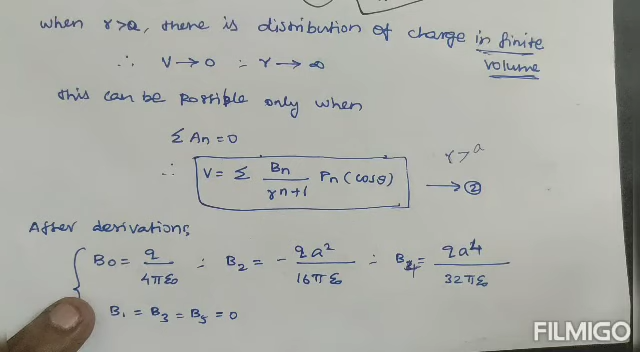 when r>a, there is distribution of charge in finite volume
∴ V→0 ∵ r→∞
this can be possible only when
Σ An = 0
∴ V = Σ Bn/rn+1 Pn (cosθ) r>a → ②
After derivations,
B0 = q/4πε0 ∵ B2 = - qa²/16πε0 ∵ B4 = qa⁴/32πε0
B1 = B3 = B5 = 0
FILMIGO